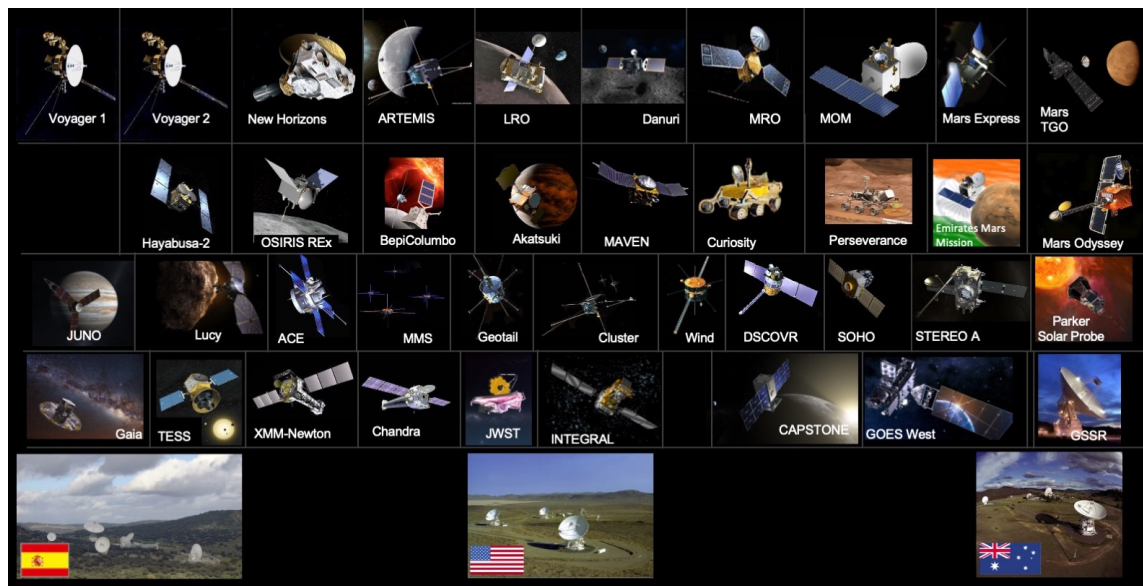 Voyager 1
Voyager 2
New Horizons
ARTEMIS
LRO
Danuri
MRO
MOM
Mars Express
Mars
TGO
Hayabusa-2
OSIRIS REx
BepiColumbo
Akatsuki
MAVEN
Curiosity
Perseverance
Emirates Mars
Mission
Mars Odyssey
JUNO
Lucy
ACE
MMS
Geotail
Cluster
Wind
DSCOVR
SOHO
STEREO A
Parker
Solar Probe
Gaia
TESS
XMM-Newton
Chandra
JWST
INTEGRAL
CAPSTONE
GOES West
GSSR